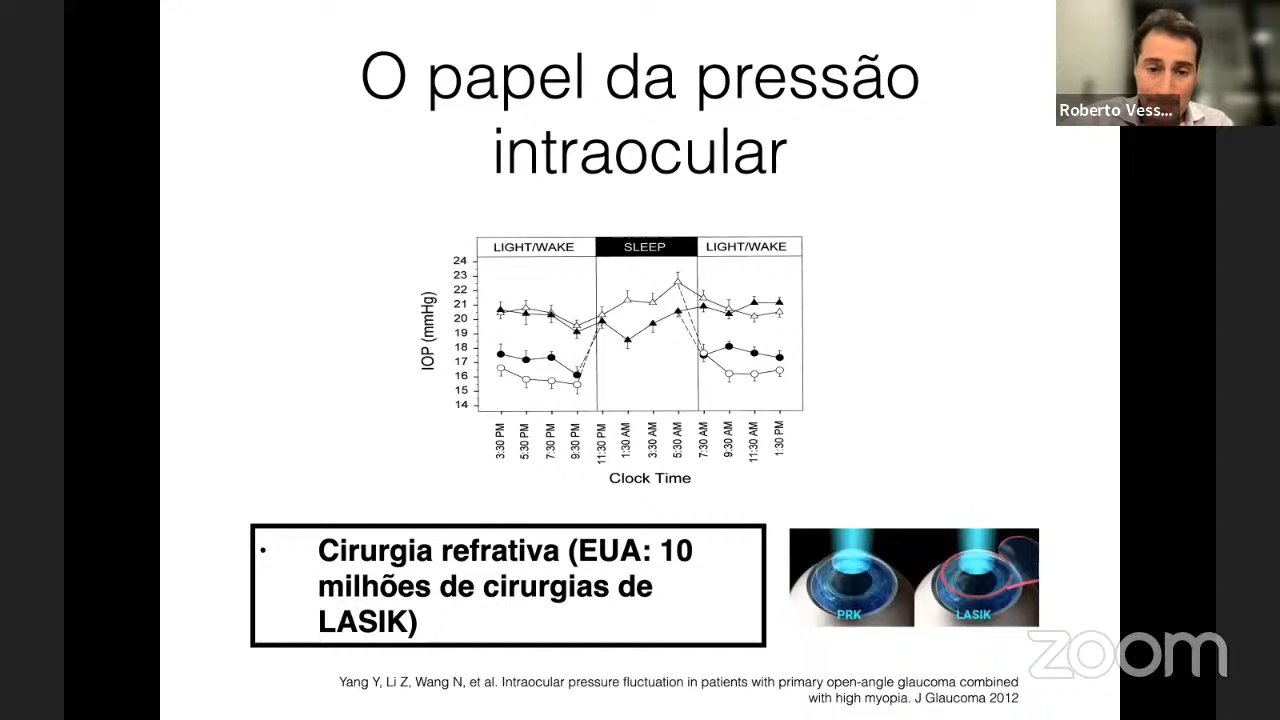 O papel da pressão
intraocular
Roberto Vess...
LIGHT/WAKE
SLEEP
LIGHT/WAKE
24
23
22
21
20
19
18
17
16
15
14
IOP (mmHg)
3:30 PM
5:30 PM
7:30 PM
9:30 PM
11:30 PM
1:30 AM
3:30 AM
5:30 AM
7:30 AM
9:30 AM
11:30 AM
1:30 PM
Clock Time
• Cirurgia refrativa (EUA: 10
milhões de cirurgias de
LASIK)
PRK
LASIK
zoom
Yang Y, Li Z, Wang N, et al. Intraocular pressure fluctuation in patients with primary open-angle glaucoma combined
with high myopia. J Glaucoma 2012